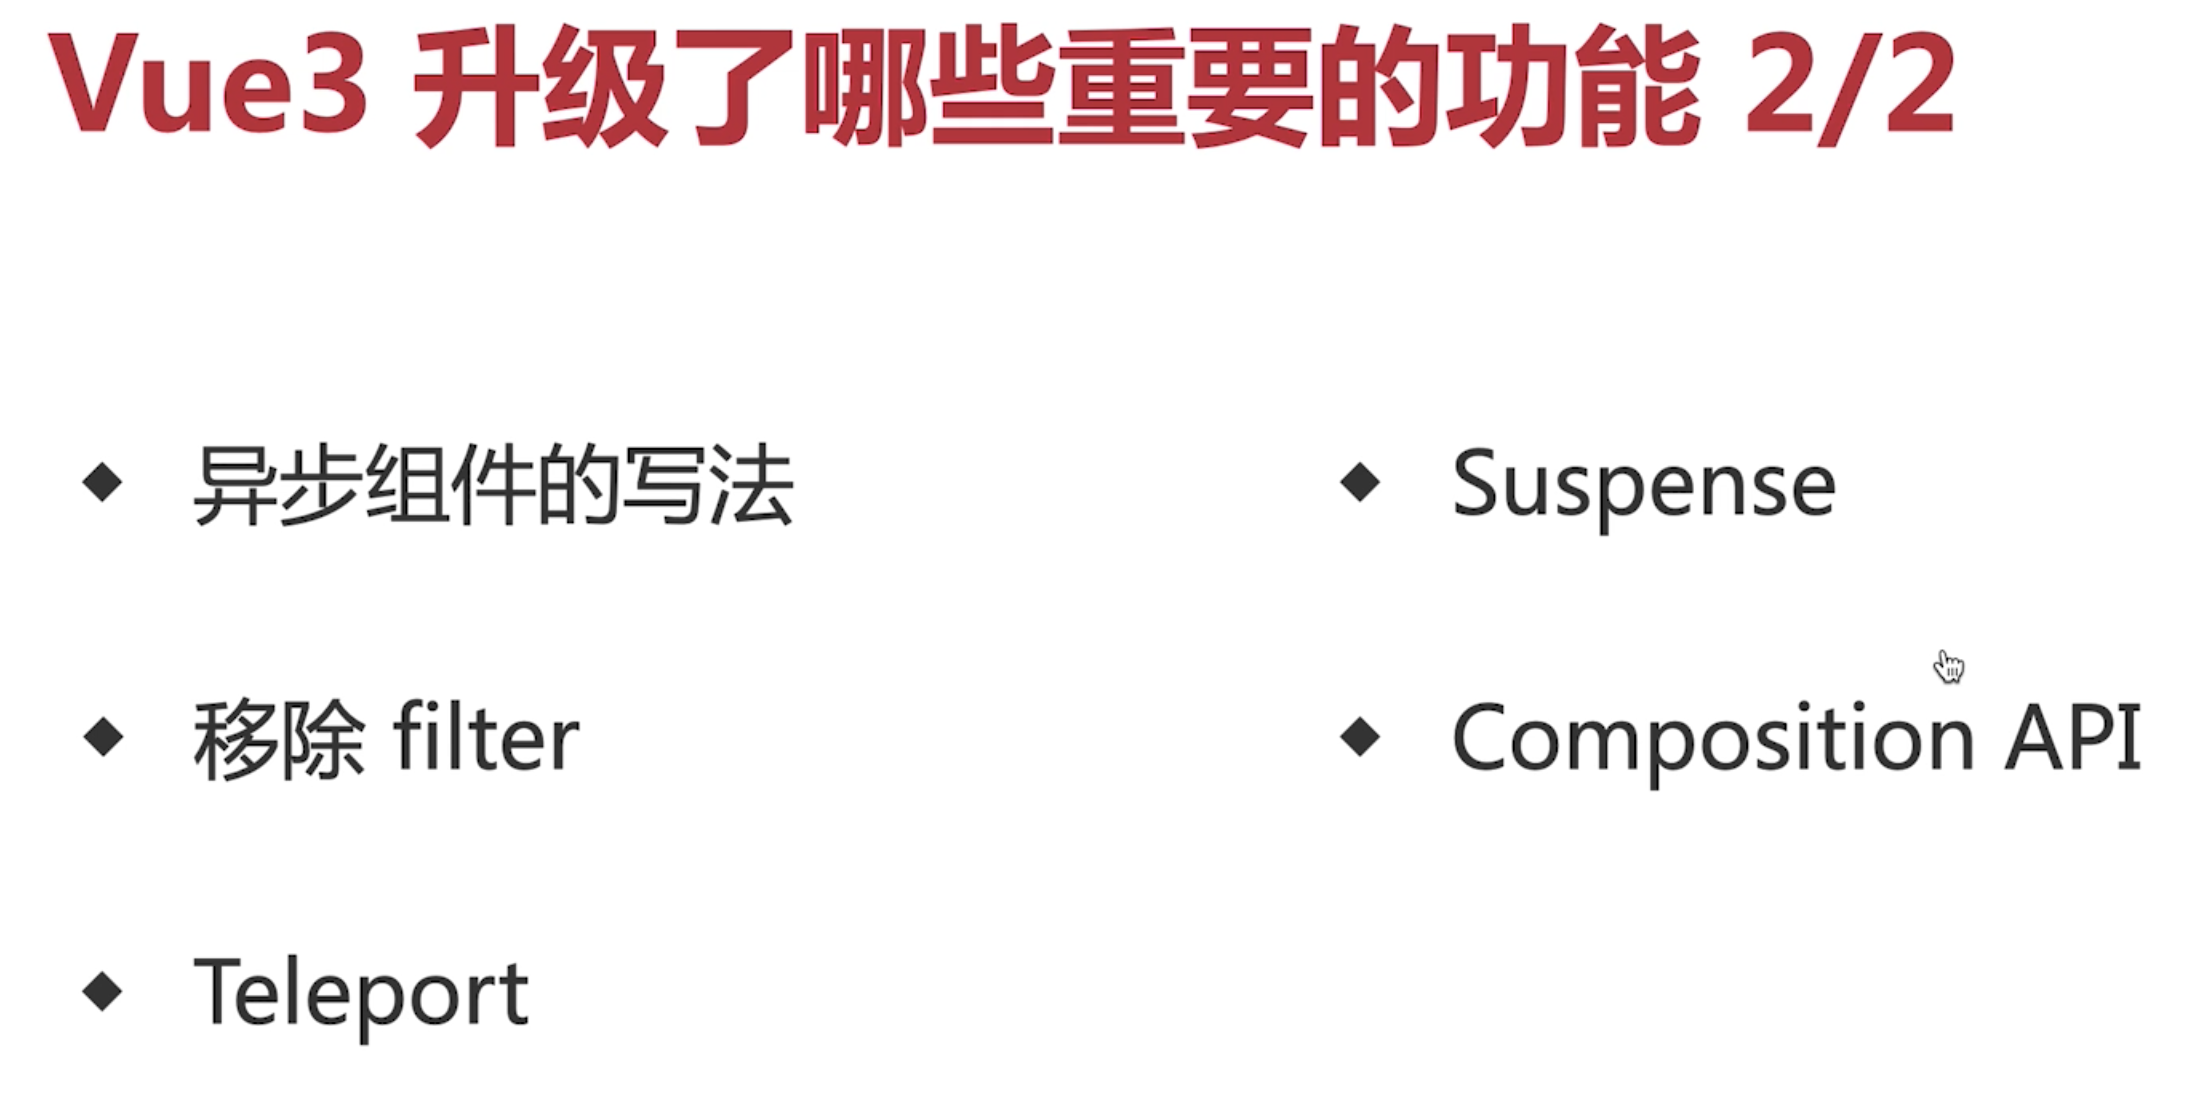 Vue3 升级了哪些重要的功能 2/2
异步组件的写法
移除 filter
Teleport
Suspense
Composition API